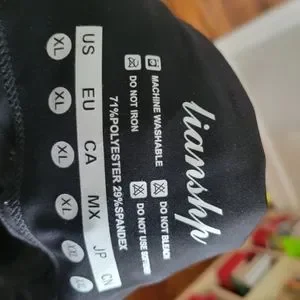 lianshp
MACHINE WASHABLE DO NOT BLEACH
DO NOT IRON DO NOT USE SOFTENER
71%POLYESTER 29%SPANDEX
US EU CA MX JP CN
XL XL XL XL